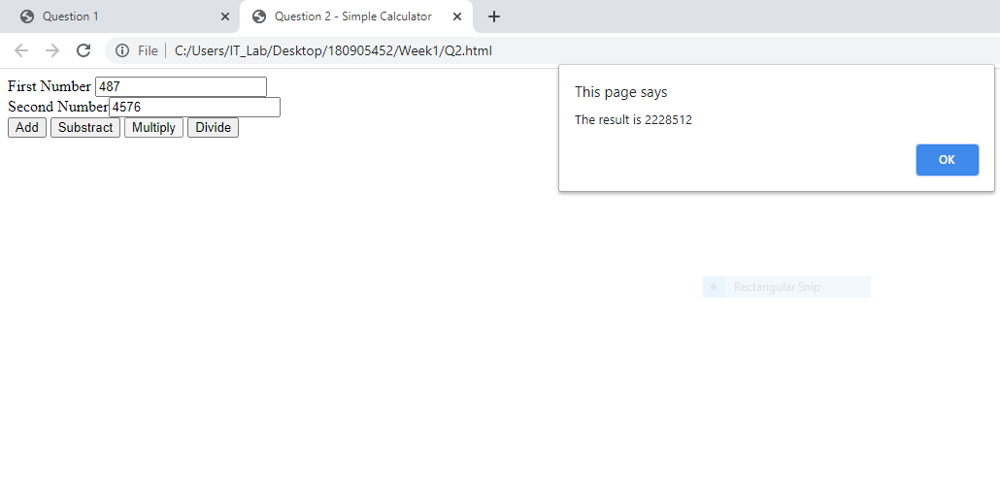 Question 1
Question 2 - Simple Calculator
File C:/Users/IT_Lab/Desktop/180905452/Week1/Q2.html
First Number 487
Second Number 4576
Add Substract Multiply Divide
This page says
The result is 2228512
OK
Rectangular Snip